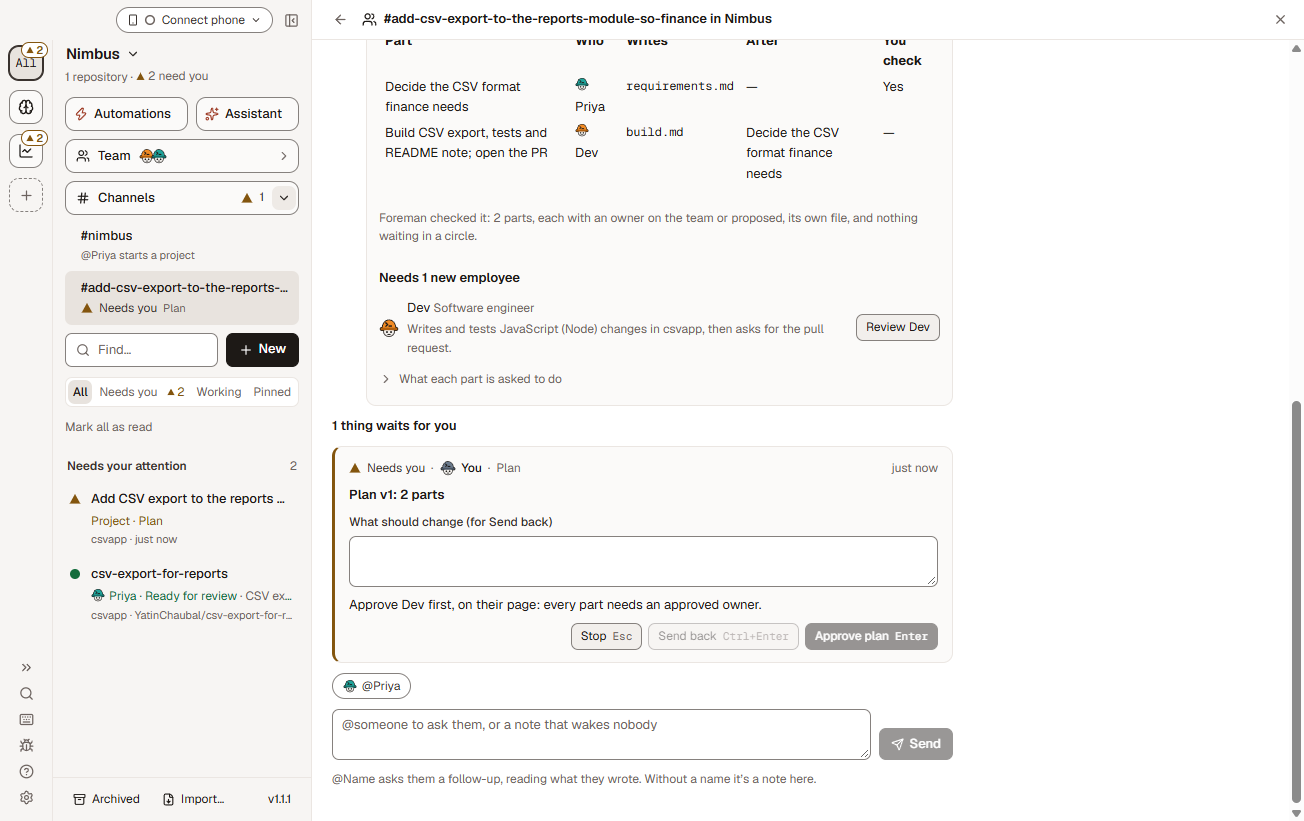 Connect phone
#add-csv-export-to-the-reports-module-so-finance in Nimbus
2
All
2
Nimbus
1 repository · 2 need you
Automations
Assistant
Team
Channels
1
#nimbus
@Priya starts a project
#add-csv-export-to-the-reports-...
Needs you Plan
Find...
New
All
Needs you 2
Working
Pinned
Mark all as read
Needs your attention
2
Add CSV export to the reports ...
Project · Plan
csvapp · just now
csv-export-for-reports
Priya · Ready for review · CSV ex...
csvapp · YatinChaubal/csv-export-for-r...
Archived
Import...
v1.1.1
Part
Who
Writes
After
You
check
Decide the CSV format
finance needs
Priya
requirements.md
—
Yes
Build CSV export, tests and
README note; open the PR
Dev
build.md
Decide the CSV
format finance
needs
—
Foreman checked it: 2 parts, each with an owner on the team or proposed, its own file, and nothing
waiting in a circle.
Needs 1 new employee
Dev Software engineer
Writes and tests JavaScript (Node) changes in csvapp, then asks for the pull
request.
Review Dev
What each part is asked to do
1 thing waits for you
Needs you · You · Plan
just now
Plan v1: 2 parts
What should change (for Send back)
Approve Dev first, on their page: every part needs an approved owner.
Stop Esc
Send back Ctrl+Enter
Approve plan Enter
@Priya
@someone to ask them, or a note that wakes nobody
Send
@Name asks them a follow-up, reading what they wrote. Without a name it's a note here.